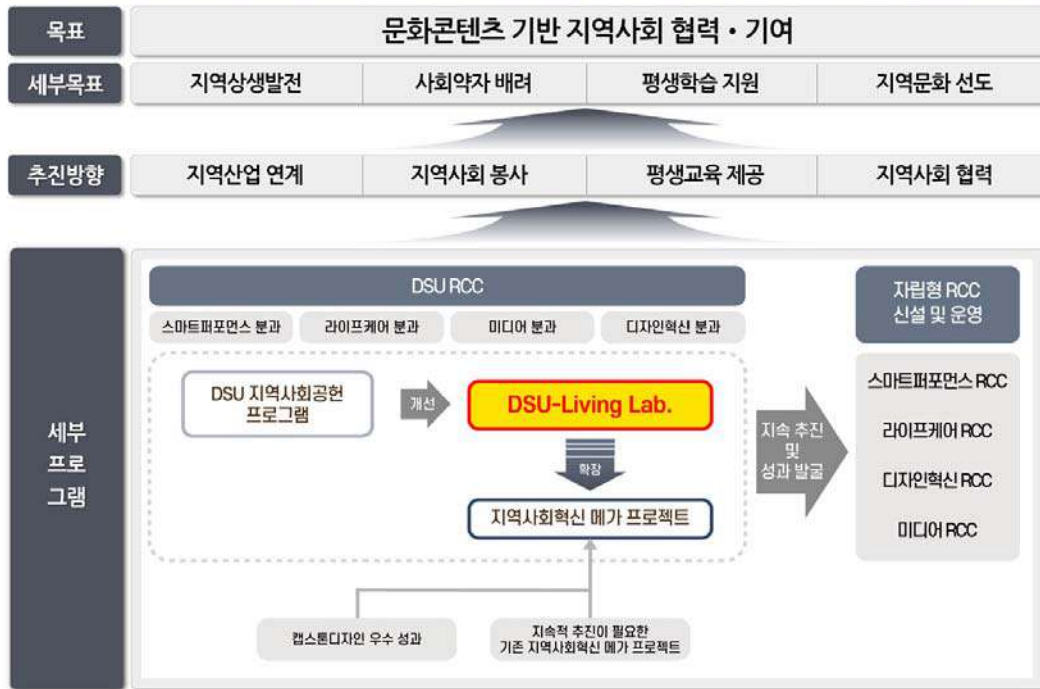 목표
문화콘텐츠 기반 지역사회 협력 • 기여
세부목표
지역상생발전
사회약자 배려
평생학습 지원
지역문화 선도
추진방향
지역산업 연계
지역사회 봉사
평생교육 제공
지역사회 협력
세부
프로
그램
DSU RCC
스마트퍼포먼스 분과
라이프케어 분과
미디어 분과
디자인혁신 분과
DSU 지역사회공헌
프로그램
개선
DSU-Living Lab.
확장
지역사회혁신 메가 프로젝트
캡스톤디자인 우수 성과
지속적 추진이 필요한
기존 지역사회혁신 메가 프로젝트
지속 추진
및
성과 발굴
자립형 RCC
신설 및 운영
스마트퍼포먼스 RCC
라이프케어 RCC
디자인혁신 RCC
미디어 RCC